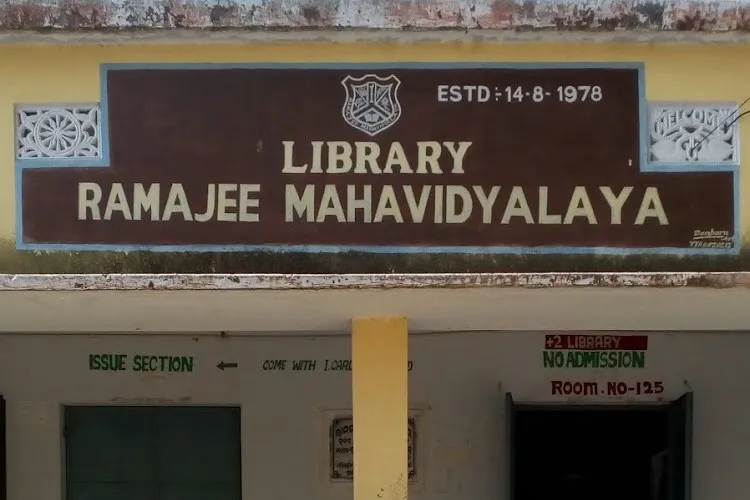 ESTD:-14-8-1978
LIBRARY
RAMAJEE MAHAVIDYALAYA
WELCOME
+2 LIBRARY
NO ADMISSION
ROOM.NO-125
ISSUE SECTION ← COME WITH I.CARD